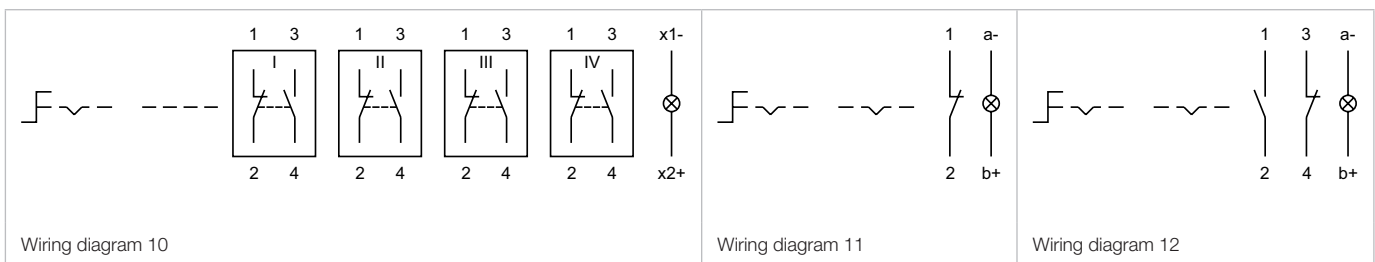 1 3 1 3 1 3 1 3 x1- 1 a- 1 3 a-
I II III IV
2 4 2 4 2 4 2 4 x2+ 2 b+ 2 4 b+
Wiring diagram 10 Wiring diagram 11 Wiring diagram 12